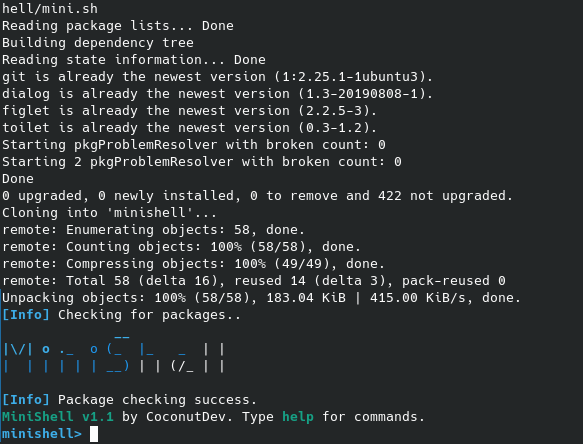 hell/mini.sh
Reading package lists... Done
Building dependency tree
Reading state information... Done
git is already the newest version (1:2.25.1-1ubuntu3).
dialog is already the newest version (1.3-20190808-1).
figlet is already the newest version (2.2.5-3).
toilet is already the newest version (0.3-1.2).
Starting pkgProblemResolver with broken count: 0
Starting 2 pkgProblemResolver with broken count: 0
Done
0 upgraded, 0 newly installed, 0 to remove and 422 not upgraded.
Cloning into 'minishell'...
remote: Enumerating objects: 58, done.
remote: Counting objects: 100% (58/58), done.
remote: Compressing objects: 100% (49/49), done.
remote: Total 58 (delta 16), reused 14 (delta 3), pack-reused 0
Unpacking objects: 100% (58/58), 183.04 KiB | 415.00 KiB/s, done.
[Info] Checking for packages..
              __
|\/| o ._  o (_  |_   _  | |
|  | | | | | __) | | (/_ | |
[Info] Package checking success.
MiniShell v1.1 by CoconutDev. Type help for commands.
minishell>